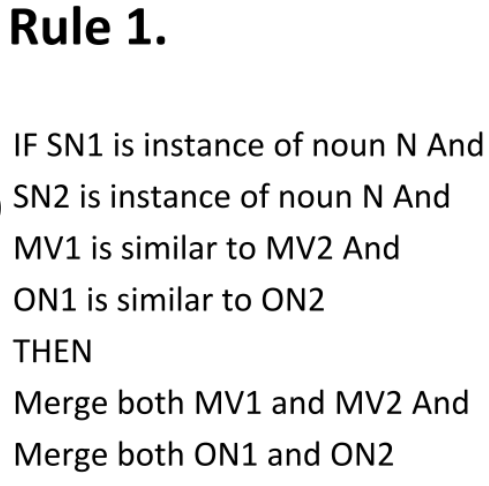 Rule 1.
IF SN1 is instance of noun N And
SN2 is instance of noun N And
MV1 is similar to MV2 And
ON1 is similar to ON2
THEN
Merge both MV1 and MV2 And
Merge both ON1 and ON2